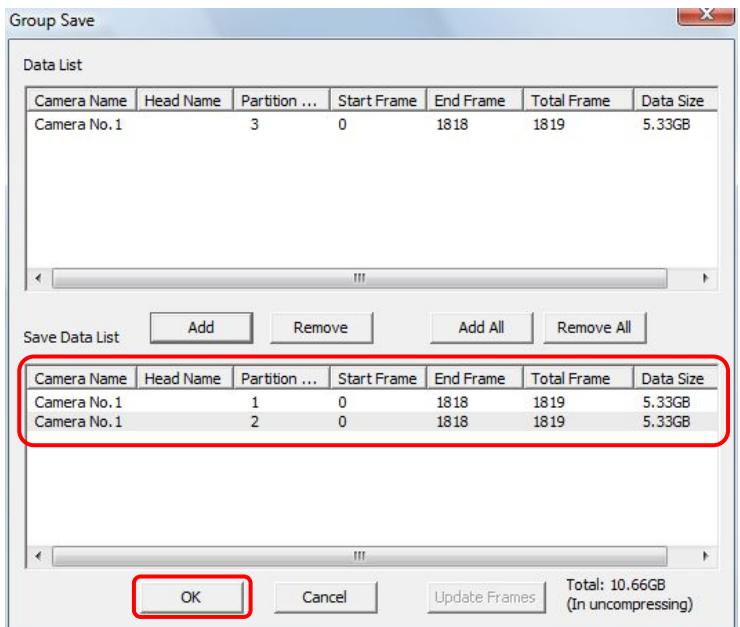 Group Save
Data List
Camera Name Head Name Partition ... Start Frame End Frame Total Frame Data Size
Camera No.1 3 0 1818 1819 5.33GB
Save Data List Add Remove Add All Remove All
Camera Name Head Name Partition ... Start Frame End Frame Total Frame Data Size
Camera No.1 1 0 1818 1819 5.33GB
Camera No.1 2 0 1818 1819 5.33GB
OK Cancel Update Frames Total: 10.66GB
(In uncompressing)